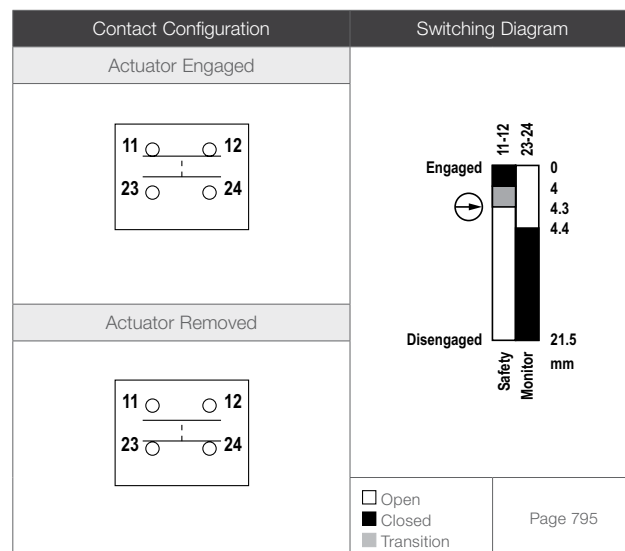 Contact Configuration
Actuator Engaged
11 12
23 24
Actuator Removed
11 12
23 24
Switching Diagram
11-12
23-24
Engaged
0
4
4.3
4.4
Disengaged
21.5
mm
Safety
Monitor
Open
Closed
Transition
Page 795